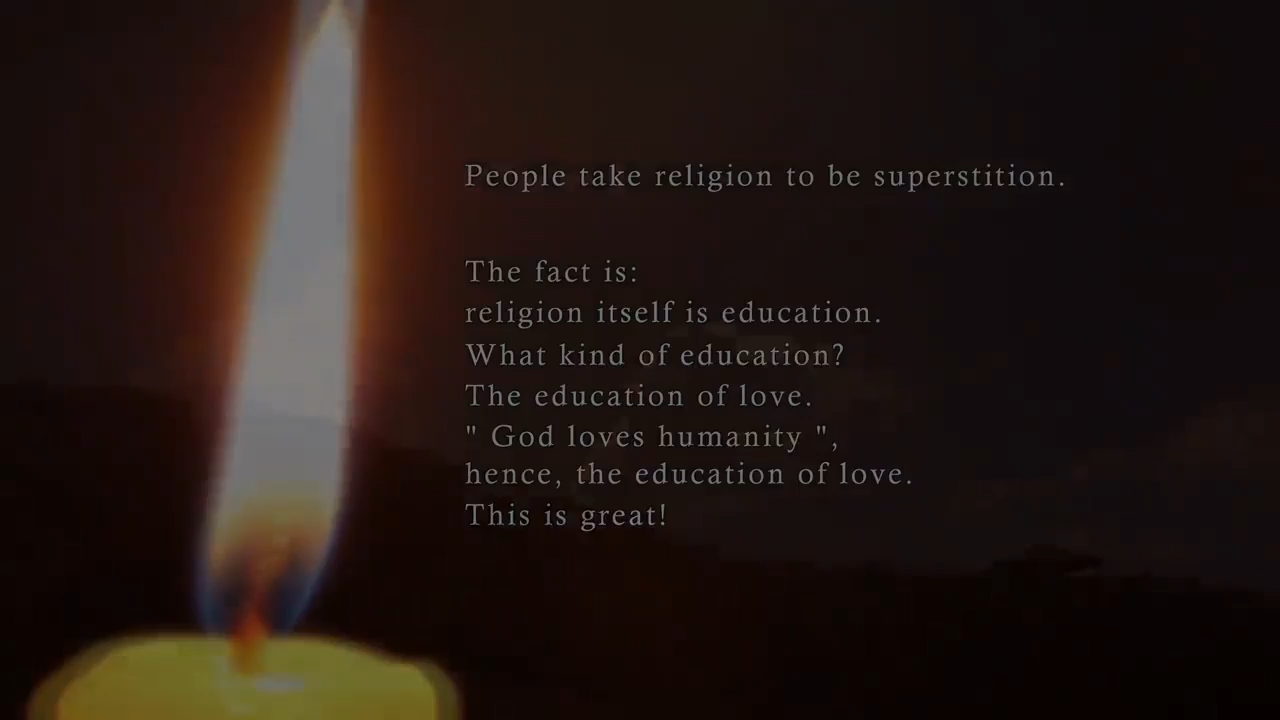 People take religion to be superstition.
The fact is:
religion itself is education.
What kind of education?
The education of love.
" God loves humanity ",
hence, the education of love.
This is great!